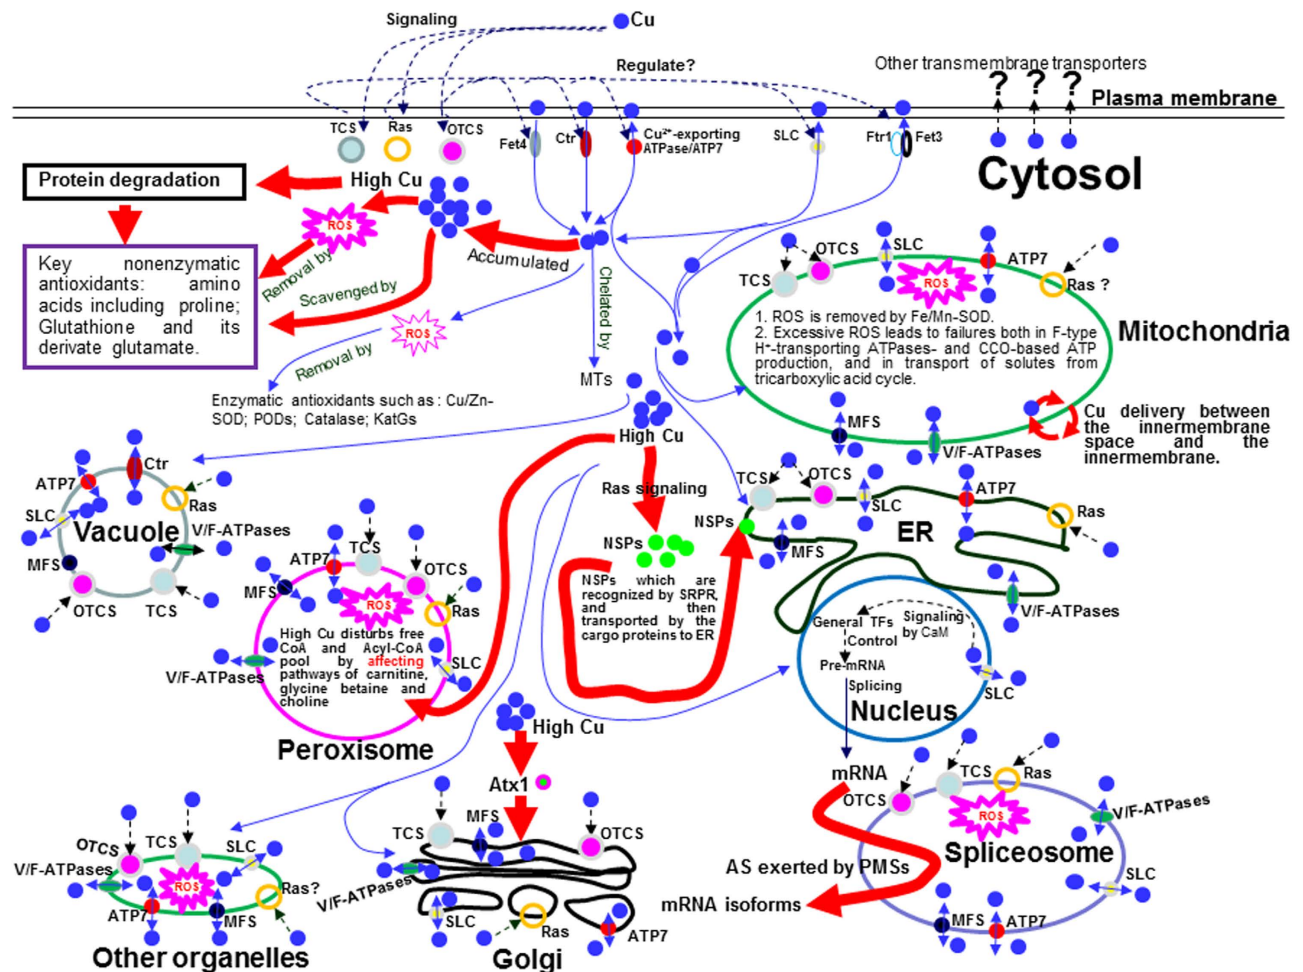 Signaling
Cu
Regulate?
Other transmembrane transporters
? ? ?
Plasma membrane
TCS
Ras
OTCS
Fet4
Ctr
Cu²⁺-exporting
ATPase/ATP7
SLC
Ftr1
Fet3
Cytosol
Protein degradation
High Cu
ROS
Accumulated
Removal by
Scavenged by
Key nonenzymatic
antioxidants: amino
acids including proline;
Glutathione and its
derivate glutamate.
ROS
Removal by
Chelated by
MTs
Enzymatic antioxidants such as : Cu/Zn-
SOD; PODs; Catalase; KatGs
TCS
OTCS
SLC
ROS
ATP7
Ras ?
1. ROS is removed by Fe/Mn-SOD.
2. Excessive ROS leads to failures both in F-type
H⁺-transporting ATPases- and CCO-based ATP
production, and in transport of solutes from
tricarboxylic acid cycle.
Mitochondria
MFS
V/F-ATPases
Cu delivery between
the innermembrane
space and the
innermembrane.
High Cu
Ctr
ATP7
Ras
SLC
Vacuole
V/F-ATPases
MFS
OTCS
TCS
Ras signaling
NSPs
NSPs
NSPs which are
recognized by SRPR,
and then
transported by the
cargo proteins to ER
TCS
OTCS
SLC
ATP7
ER
Ras
MFS
V/F-ATPases
ATP7
TCS
OTCS
MFS
ROS
Ras
High Cu disturbs free
CoA and Acyl-CoA
pool by affecting
pathways of carnitine,
glycine betaine and
choline
V/F-ATPases
SLC
Peroxisome
General TFs
Signaling
by CaM
Control
Pre-mRNA
Splicing
SLC
Nucleus
High Cu
Atx1
mRNA
OTCS
TCS
Ras
ROS
V/F-ATPases
Spliceosome
SLC
MFS
ATP7
AS exerted by PMSs
mRNA isoforms
OTCS
TCS
SLC
V/F-ATPases
ROS
Ras?
ATP7
MFS
Other organelles
TCS
MFS
OTCS
V/F-ATPases
SLC
Ras
ATP7
Golgi